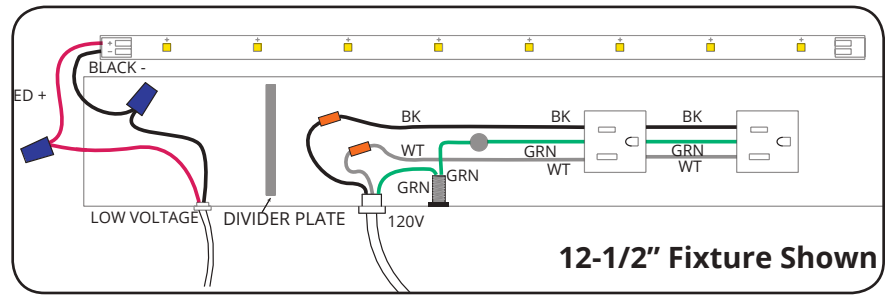 +
-
+ + + + + + + +
BLACK -
ED +
BK BK BK
WT GRN GRN
WT WT
GRN GRN
LOW VOLTAGE DIVIDER PLATE 120V
12-1/2” Fixture Shown